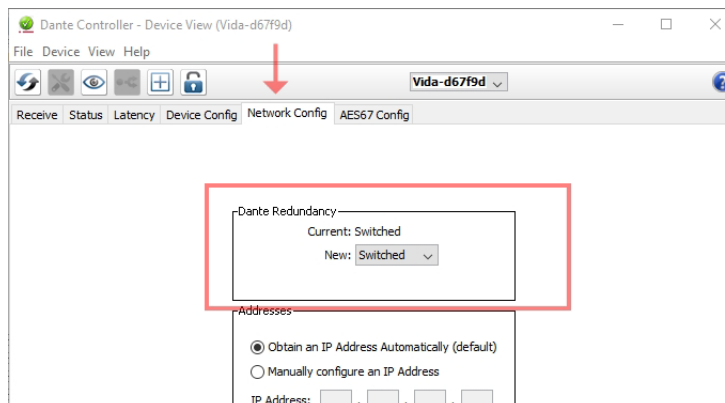 Dante Controller - Device View (Vida-d67f9d)
File Device View Help
Vida-d67f9d
Receive Status Latency Device Config Network Config AES67 Config
Dante Redundancy
Current: Switched
New: Switched
Addresses
Obtain an IP Address Automatically (default)
Manually configure an IP Address
IP Address: . . .